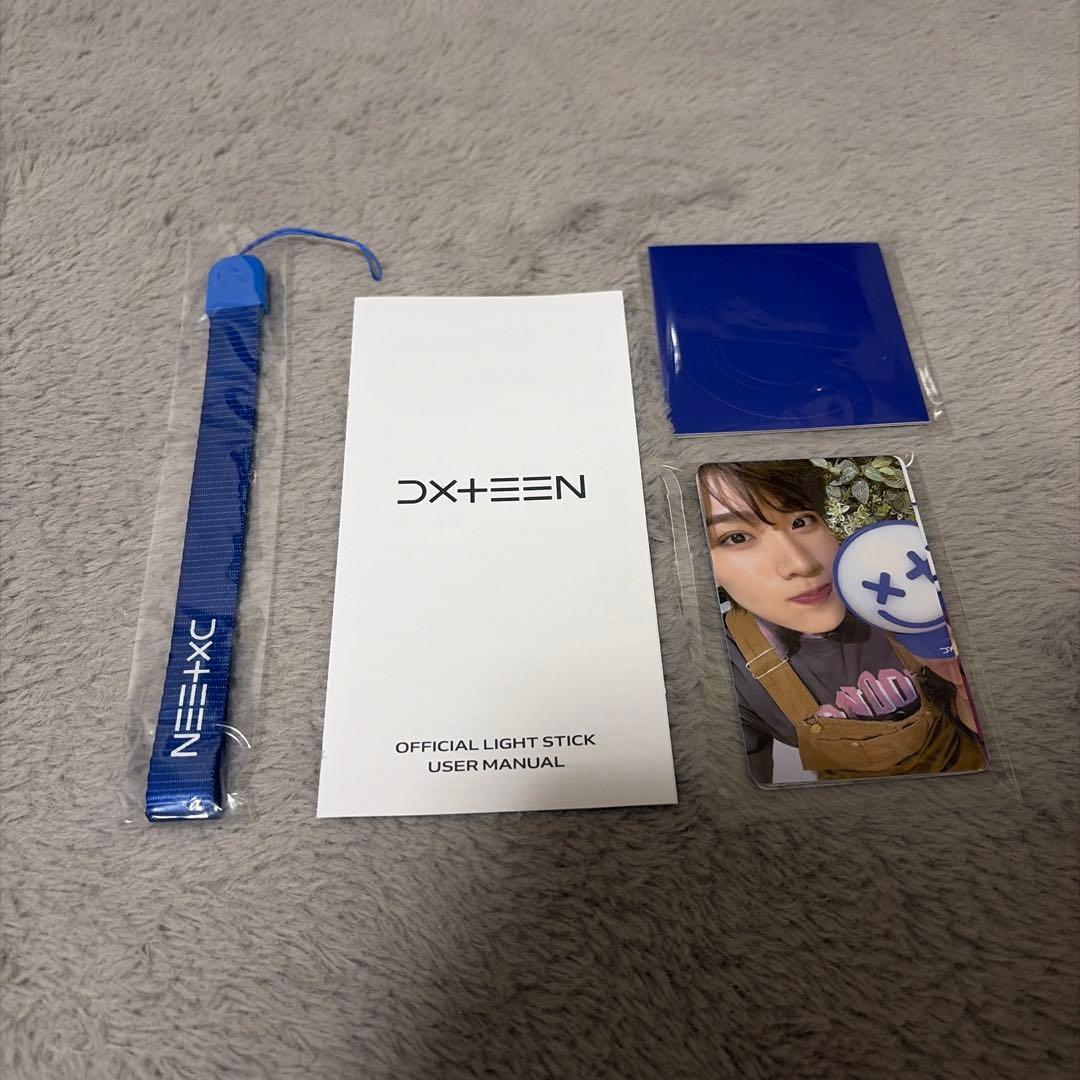 DXTEEN
DXTEEN
OFFICIAL LIGHT STICK
USER MANUAL